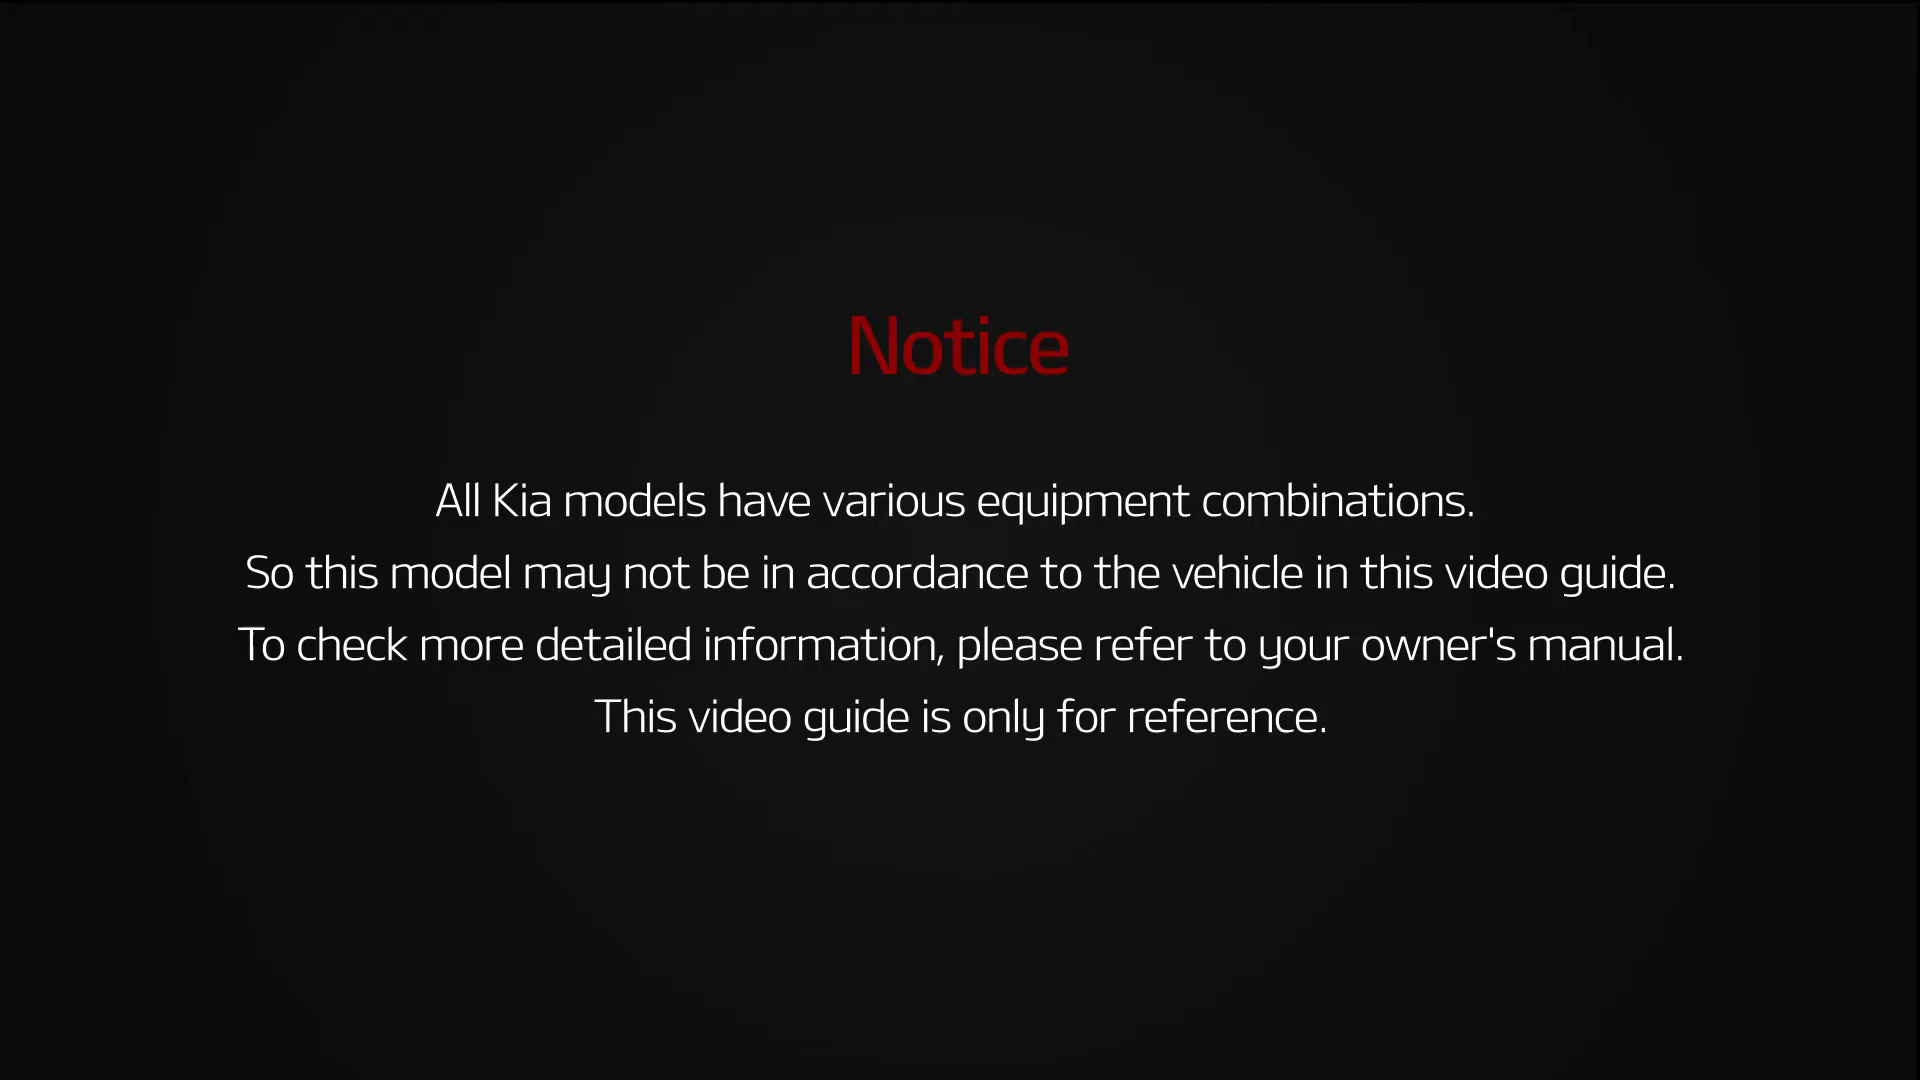 Notice
All Kia models have various equipment combinations.
So this model may not be in accordance to the vehicle in this video guide.
To check more detailed information, please refer to your owner's manual.
This video guide is only for reference.